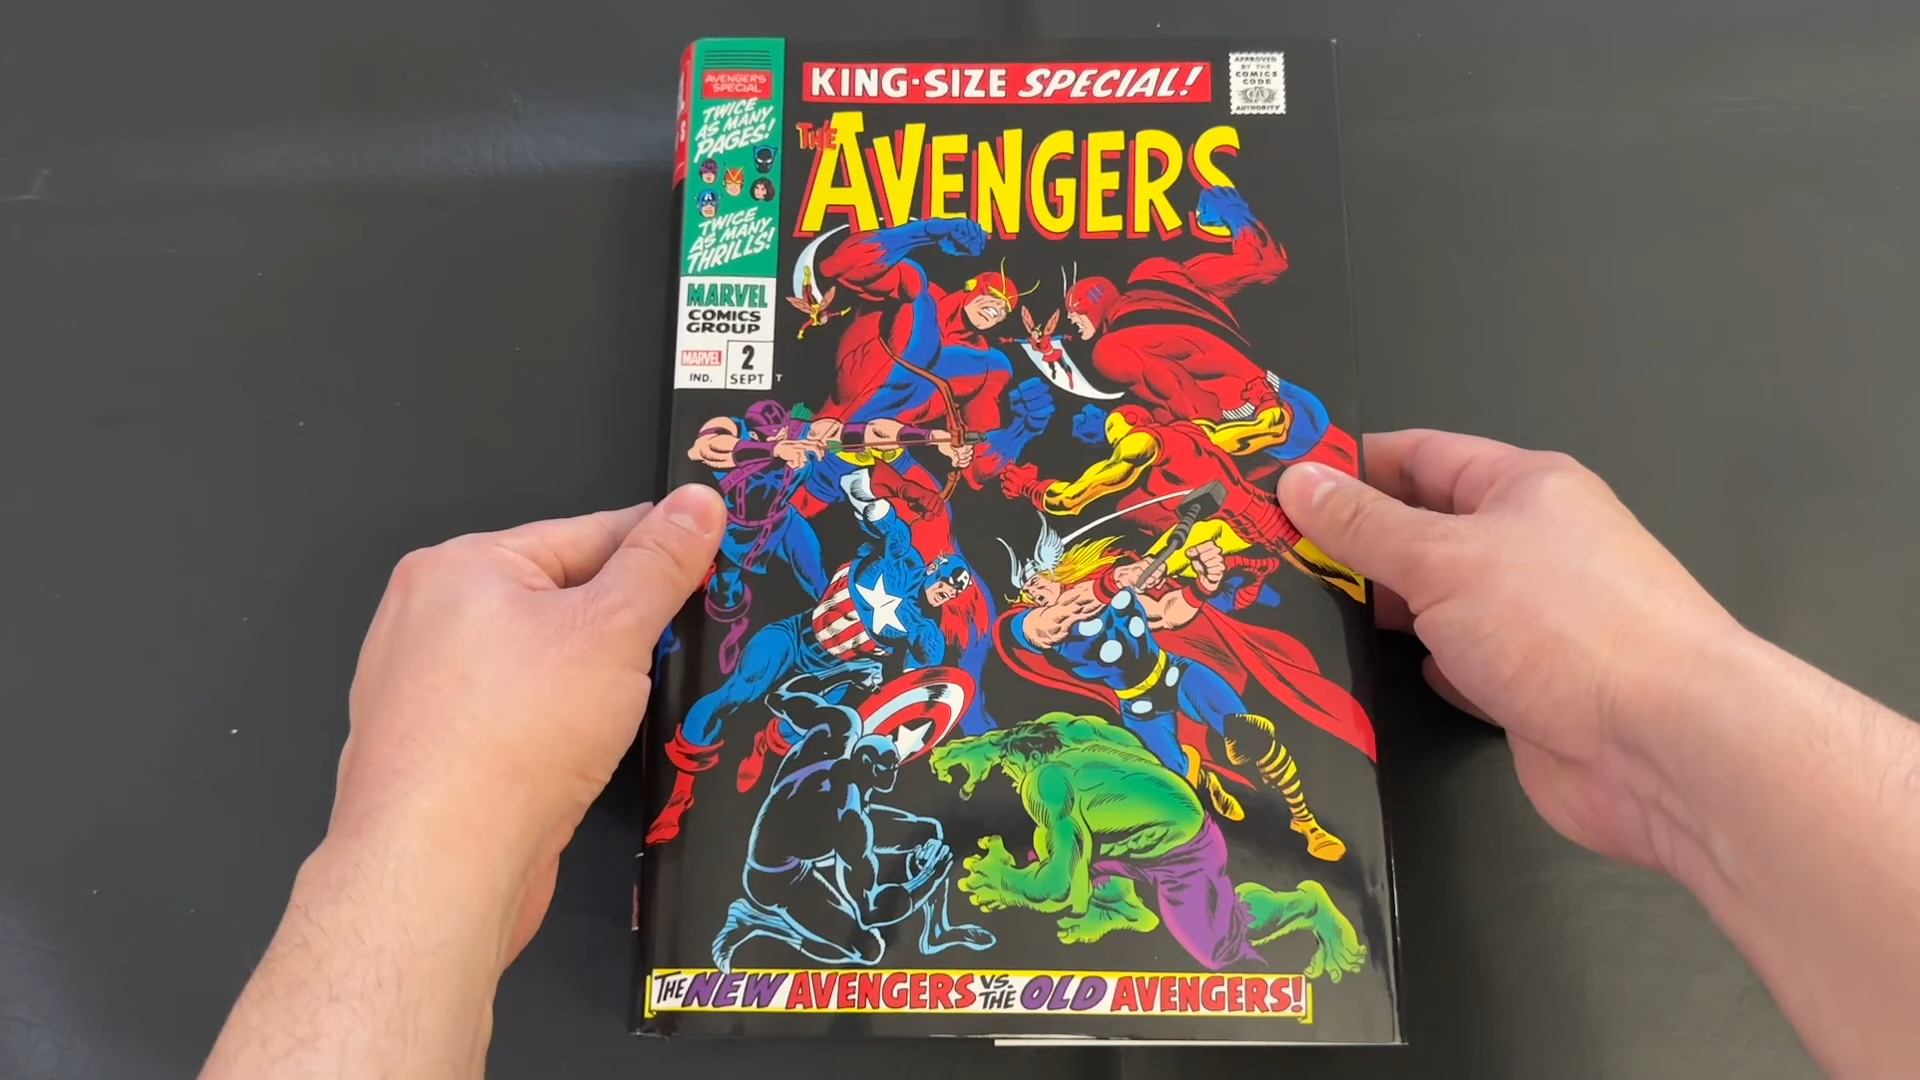 AVENGERS
SPECIAL
TWICE
AS MANY
PAGES!
TWICE
AS MANY
THRILLS!
MARVEL
COMICS
GROUP
MARVEL
IND.
2
SEPT
T
KING-SIZE SPECIAL!
APPROVED
BY THE
COMICS
CODE
CA
AUTHORITY
THE
AVENGERS
THE NEW AVENGERS VS. THE OLD AVENGERS!